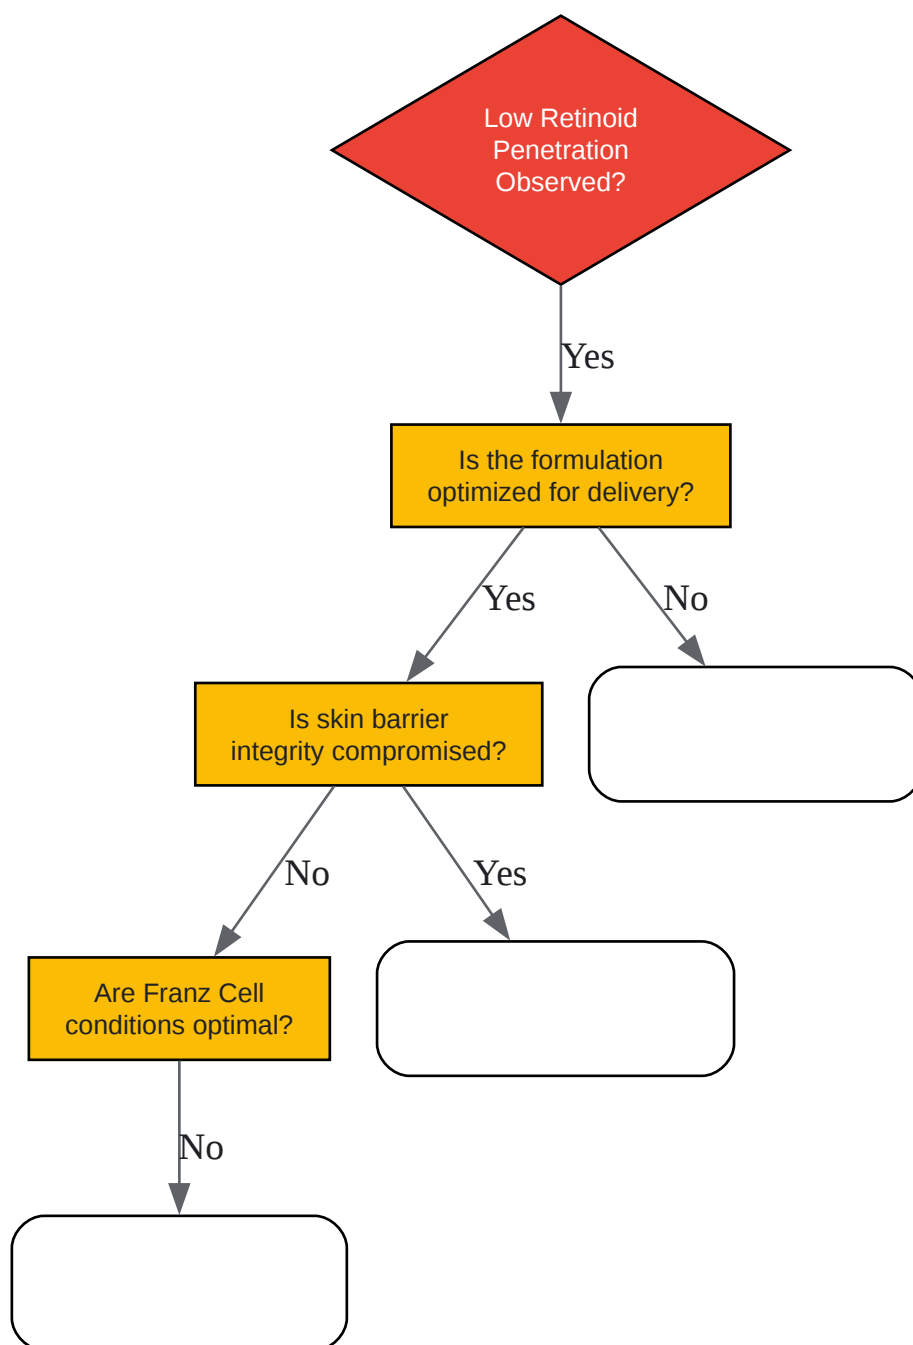 Low Retinoid
Penetration
Observed?
Yes
Is the formulation
optimized for delivery?
Yes
No
Is skin barrier
integrity compromised?
No
Yes
Are Franz Cell
conditions optimal?
No